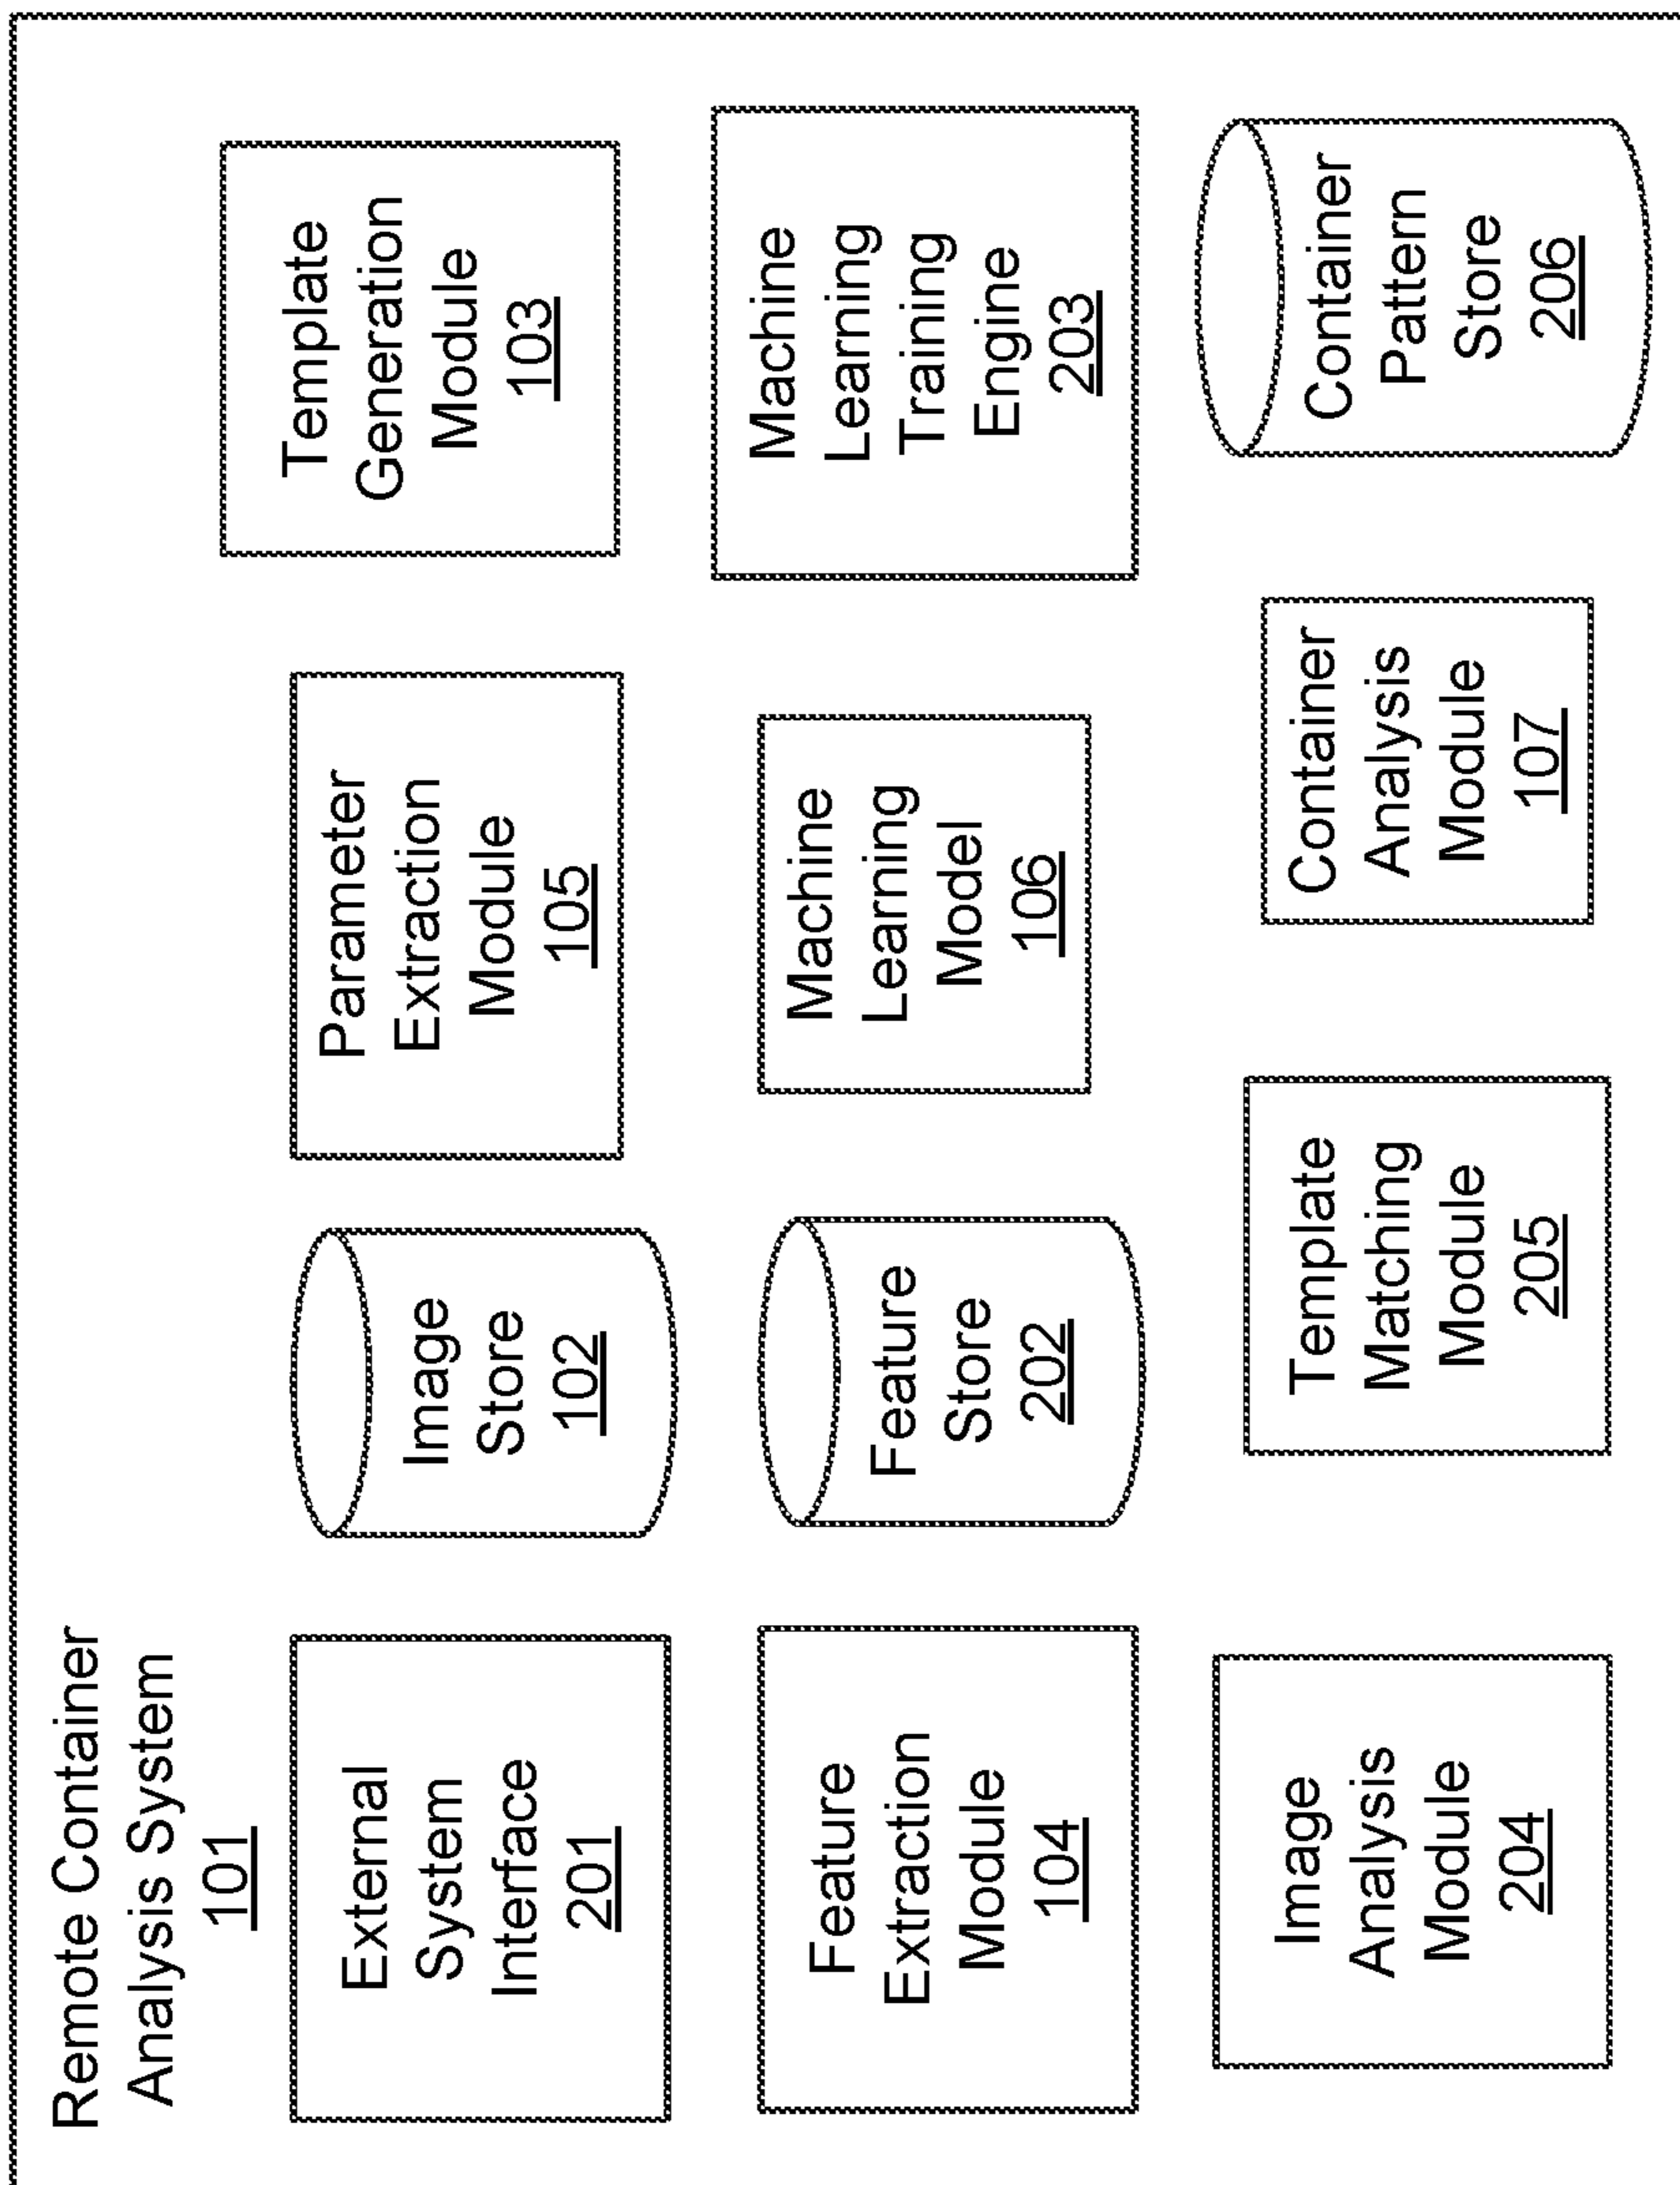 Remote Container
Analysis System
101
External
System
Interface
201
Image
Store
102
Parameter
Extraction
Module
105
Template
Generation
Module
103
Feature
Extraction
Module
104
Feature
Store
202
Machine
Learning
Model
106
Machine
Learning
Training
Engine
203
Image
Analysis
Module
204
Template
Matching
Module
205
Container
Analysis
Module
107
Container
Pattern
Store
206